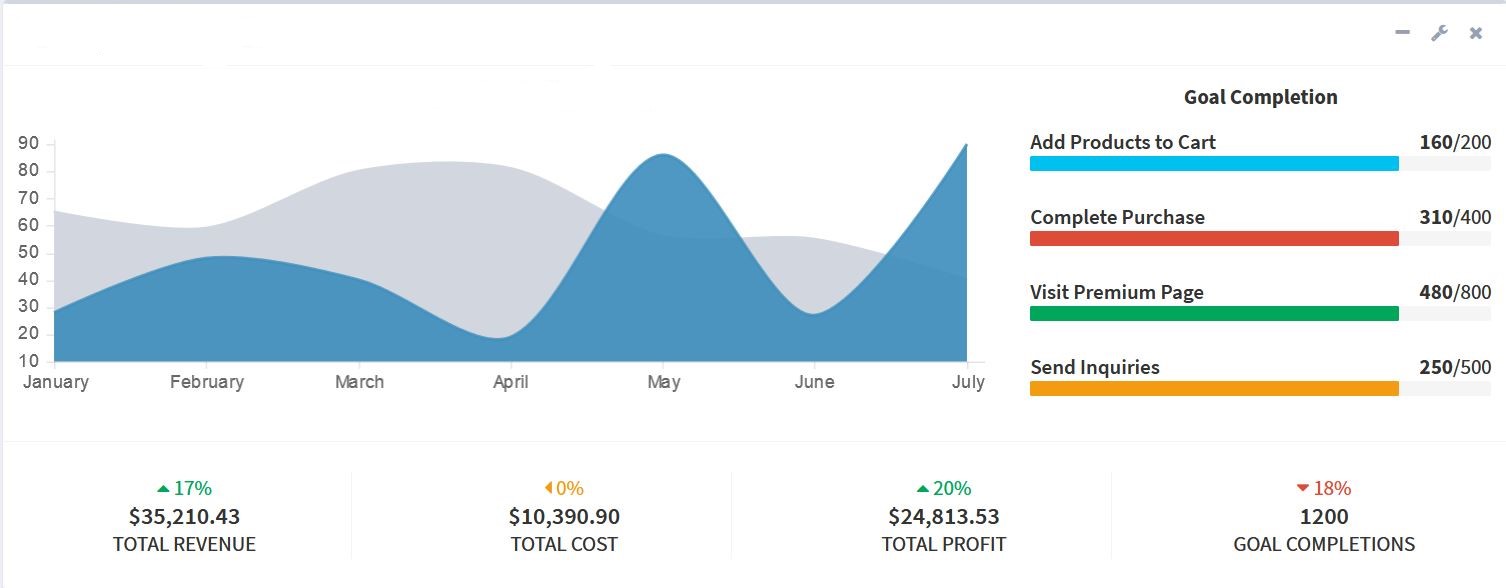 Goal Completion
90
80
70
60
50
40
30
20
10
January February March April May June July
Add Products to Cart 160/200
Complete Purchase 310/400
Visit Premium Page 480/800
Send Inquiries 250/500
17%
$35,210.43
TOTAL REVENUE
0%
$10,390.90
TOTAL COST
20%
$24,813.53
TOTAL PROFIT
18%
1200
GOAL COMPLETIONS